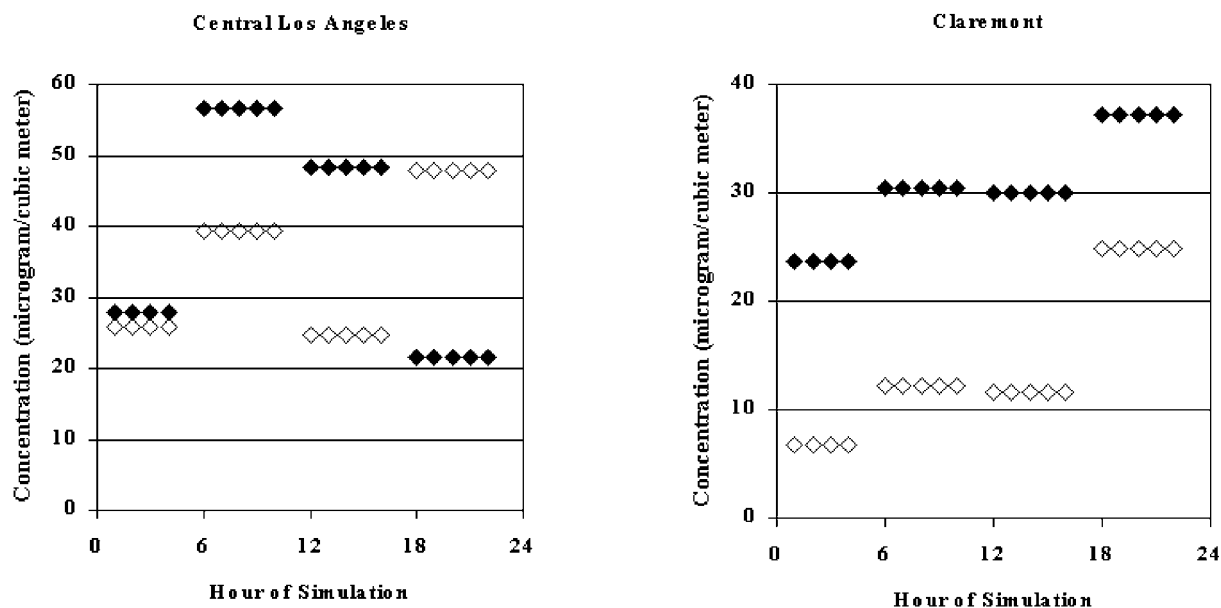 Central Los Angeles
Concentration (microgram/cubic meter)
60
50
40
30
20
10
0
0 6 12 18 24
Hour of Simulation
Claremont
Concentration (microgram/cubic meter)
40
30
20
10
0
0 6 12 18 24
Hour of Simulation